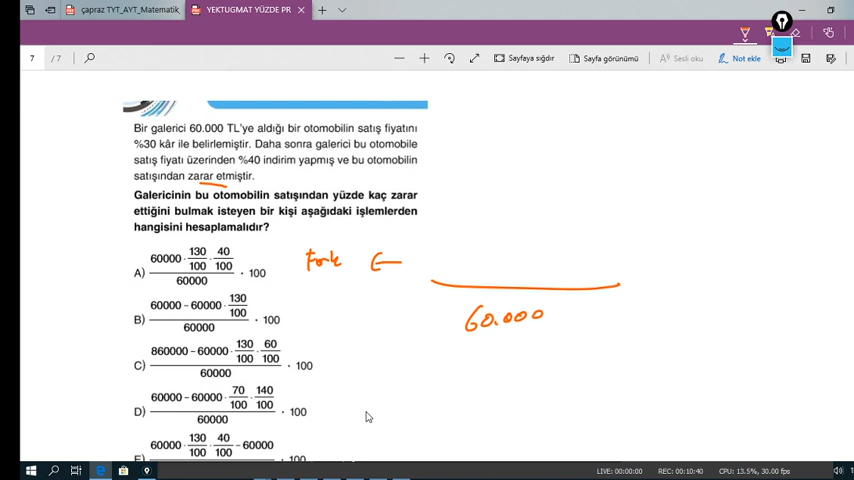 çapraz TYT_AYT_Matematik
YEKTUGMAT YÜZDE PR
7 / 7
Sayfaya sığdır
Sayfa görünümü
Sesli oku
Not ekle
Bir galerici 60.000 TL'ye aldığı bir otomobilin satış fiyatını
%30 kâr ile belirlemiştir. Daha sonra galerici bu otomobile
satış fiyatı üzerinden %40 indirim yapmış ve bu otomobilin
satışından zarar etmiştir.
Galericinin bu otomobilin satışından yüzde kaç zarar
ettiğini bulmak isteyen bir kişi aşağıdaki işlemlerden
hangisini hesaplamalıdır?
A) (60000 · 130/100 · 40/100) / 60000 · 100
Fark
60.000
B) (60000 – 60000 · 130/100) / 60000 · 100
C) (860000 – 60000 · 130/100 · 60/100) / 60000 · 100
D) (60000 – 60000 · 70/100 · 140/100) / 60000 · 100
E) 60000 · 130/100 · 40/100 – 60000 · 100
LIVE: 00:00:00
REC: 00:10:40
CPU: 13.5%, 30.00 fps